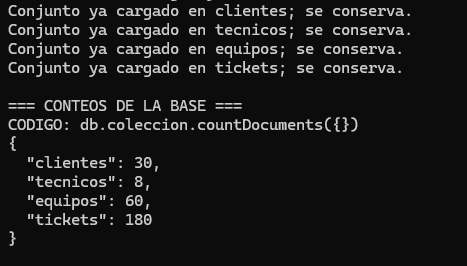 Conjunto ya cargado en clientes; se conserva.
Conjunto ya cargado en tecnicos; se conserva.
Conjunto ya cargado en equipos; se conserva.
Conjunto ya cargado en tickets; se conserva.

=== CONTEOS DE LA BASE ===
CODIGO: db.coleccion.countDocuments({})
{
  "clientes": 30,
  "tecnicos": 8,
  "equipos": 60,
  "tickets": 180
}